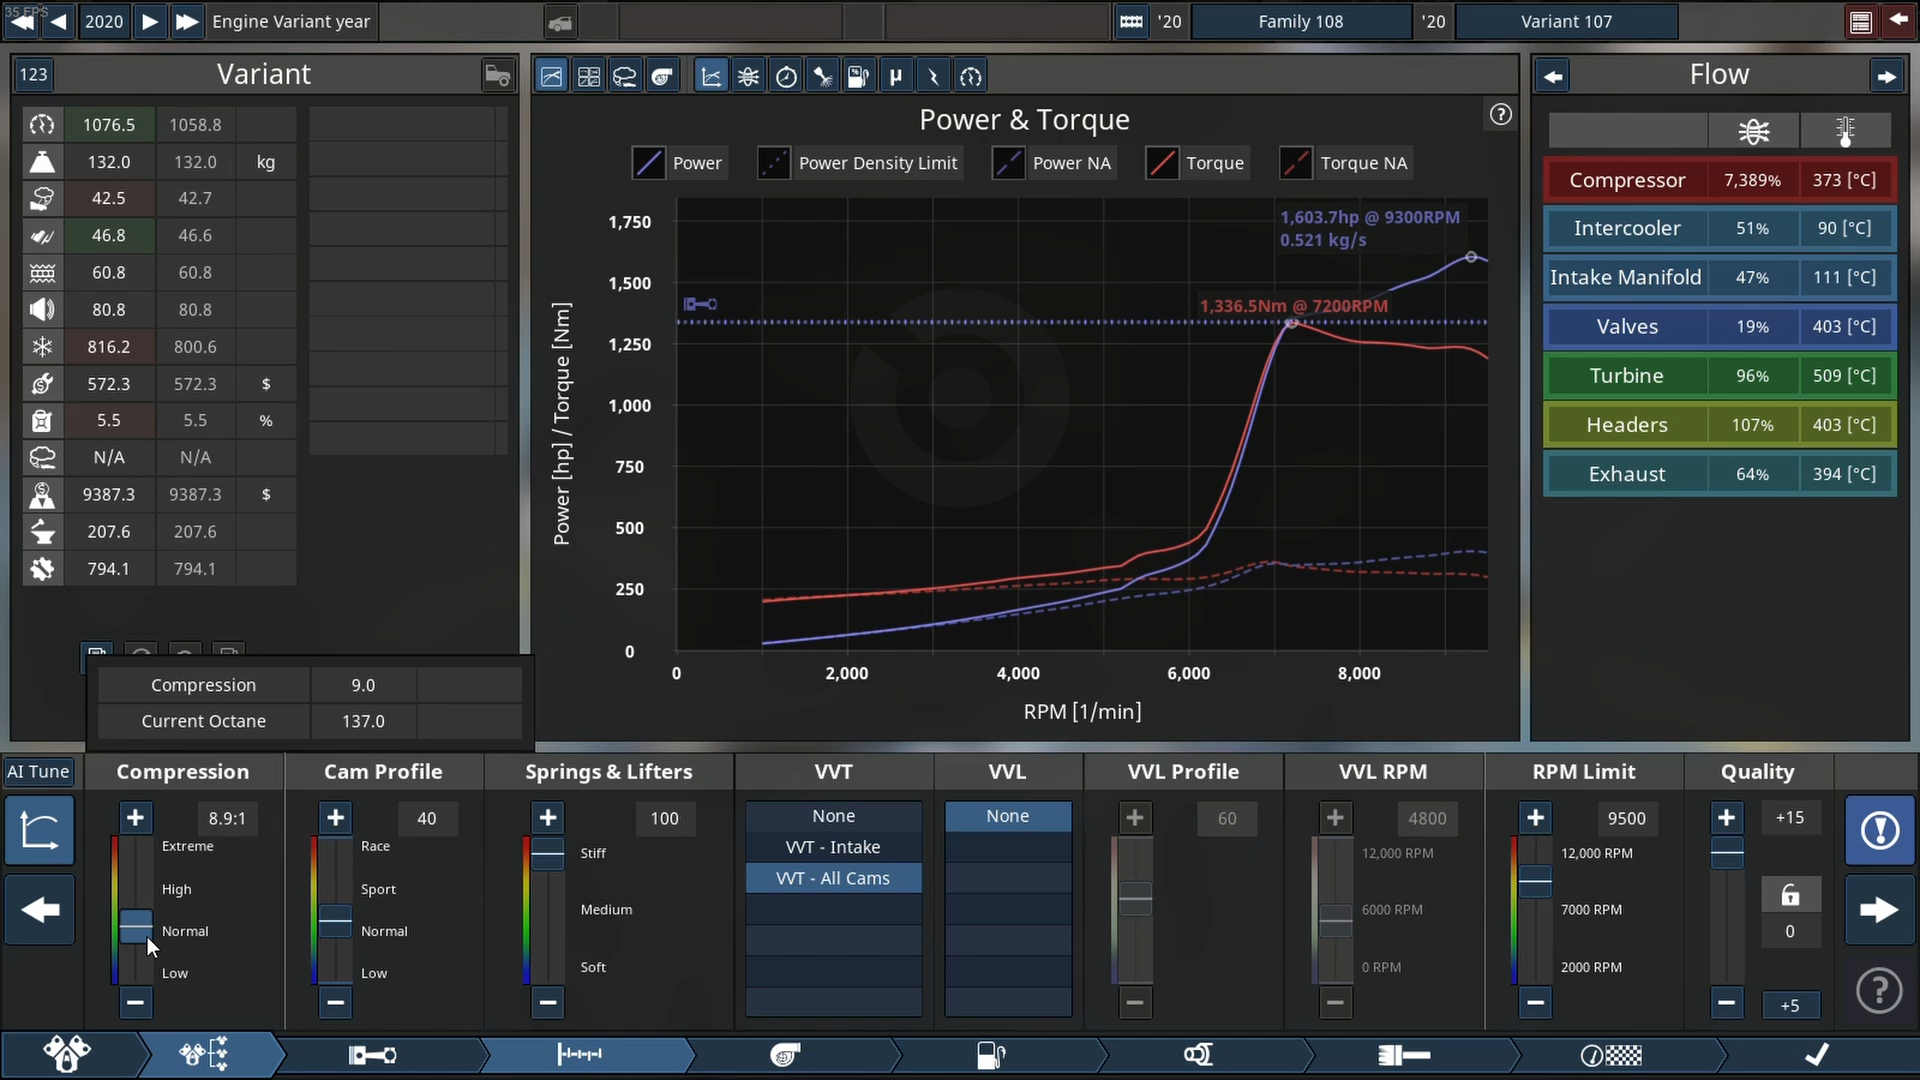 35 FPS
2020
Engine Variant year
'20
Family 108
'20
Variant 107
123
Variant
1076.5 1058.8
132.0 132.0 kg
42.5 42.7
46.8 46.6
60.8 60.8
80.8 80.8
816.2 800.6
572.3 572.3 $
5.5 5.5 %
N/A N/A
9387.3 9387.3 $
207.6 207.6
794.1 794.1
Compression 9.0
Current Octane 137.0
µ
Power & Torque
?
Power
Power Density Limit
Power NA
Torque
Torque NA
1,603.7hp @ 9300RPM
0.521 kg/s
1,336.5Nm @ 7200RPM
Power [hp] / Torque [Nm]
1,750
1,500
1,250
1,000
750
500
250
0
0 2,000 4,000 6,000 8,000
RPM [1/min]
Flow
Compressor 7,389% 373 [°C]
Intercooler 51% 90 [°C]
Intake Manifold 47% 111 [°C]
Valves 19% 403 [°C]
Turbine 96% 509 [°C]
Headers 107% 403 [°C]
Exhaust 64% 394 [°C]
AI Tune
Compression
+ 8.9:1
Extreme
High
Normal
Low
−
Cam Profile
+ 40
Race
Sport
Normal
Low
−
Springs & Lifters
+ 100
Stiff
Medium
Soft
−
VVT
None
VVT - Intake
VVT - All Cams
VVL
None
VVL Profile
+ 60
−
VVL RPM
+ 4800
12,000 RPM
6000 RPM
0 RPM
−
RPM Limit
+ 9500
12,000 RPM
7000 RPM
2000 RPM
−
Quality
+ +15
0
− +5
?